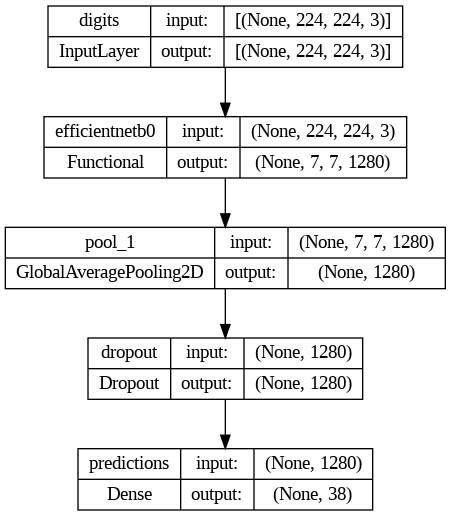 digits input: [(None, 224, 224, 3)]
InputLayer output: [(None, 224, 224, 3)]
efficientnetb0 input: (None, 224, 224, 3)
Functional output: (None, 7, 7, 1280)
pool_1 input: (None, 7, 7, 1280)
GlobalAveragePooling2D output: (None, 1280)
dropout input: (None, 1280)
Dropout output: (None, 1280)
predictions input: (None, 1280)
Dense output: (None, 38)